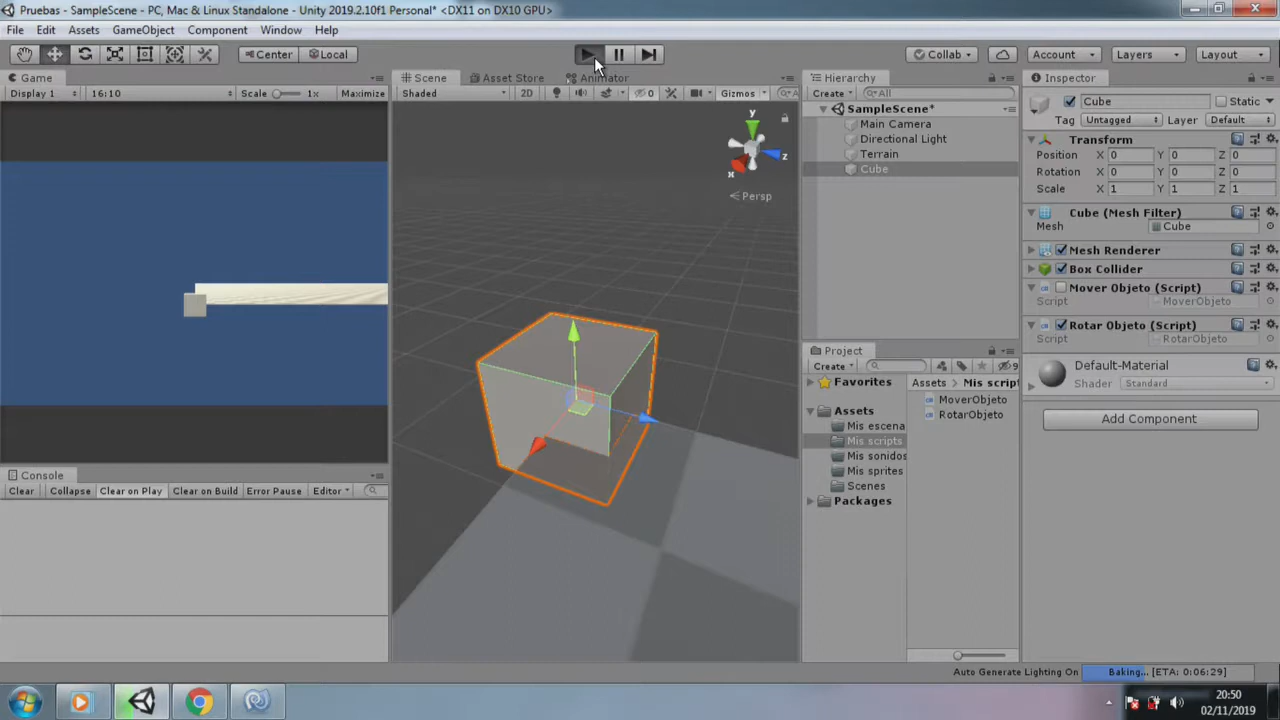 Pruebas - SampleScene - PC, Mac & Linux Standalone - Unity 2019.2.10f1 Personal* <DX11 on DX10 GPU>
File Edit Assets GameObject Component Window Help
Center Local Collab Account Layers Layout
Game
Display 1 16:10 Scale 1x Maximize
Scene Asset Store Animator
Shaded 2D 0 Gizmos All
y
z
x
Persp
Console
Clear Collapse Clear on Play Clear on Build Error Pause Editor
Hierarchy
Create All
SampleScene*
Main Camera
Directional Light
Terrain
Cube
Project
Create 9
Favorites
Assets
Mis escena
Mis scripts
Mis sonidos
Mis sprites
Scenes
Packages
Assets Mis script
MoverObjeto
RotarObjeto
Inspector
Cube Static
Tag Untagged Layer Default
Transform
Position X 0 Y 0 Z 0
Rotation X 0 Y 0 Z 0
Scale X 1 Y 1 Z 1
Cube (Mesh Filter)
Mesh Cube
Mesh Renderer
Box Collider
Mover Objeto (Script)
Script MoverObjeto
Rotar Objeto (Script)
Script RotarObjeto
Default-Material
Shader Standard
Add Component
Auto Generate Lighting On Baking... [ETA: 0:06:29]
20:50
02/11/2019